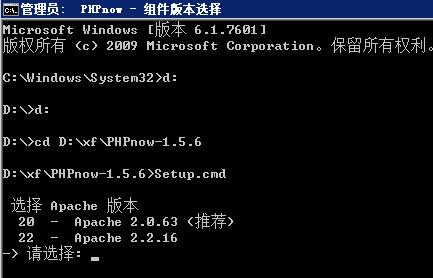 管理员: PHPnow - 组件版本选择
Microsoft Windows [版本 6.1.7601]
版权所有 (c) 2009 Microsoft Corporation。保留所有权利。
C:\Windows\System32>d:
D:\>d:
D:\>cd D:\xf\PHPnow-1.5.6
D:\xf\PHPnow-1.5.6>Setup.cmd
选择 Apache 版本
20 - Apache 2.0.63 (推荐)
22 - Apache 2.2.16
-> 请选择: _